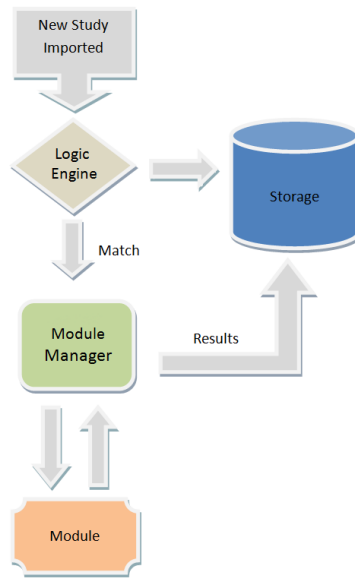 New Study
Imported
Logic
Engine
Storage
Match
Module
Manager
Results
Module